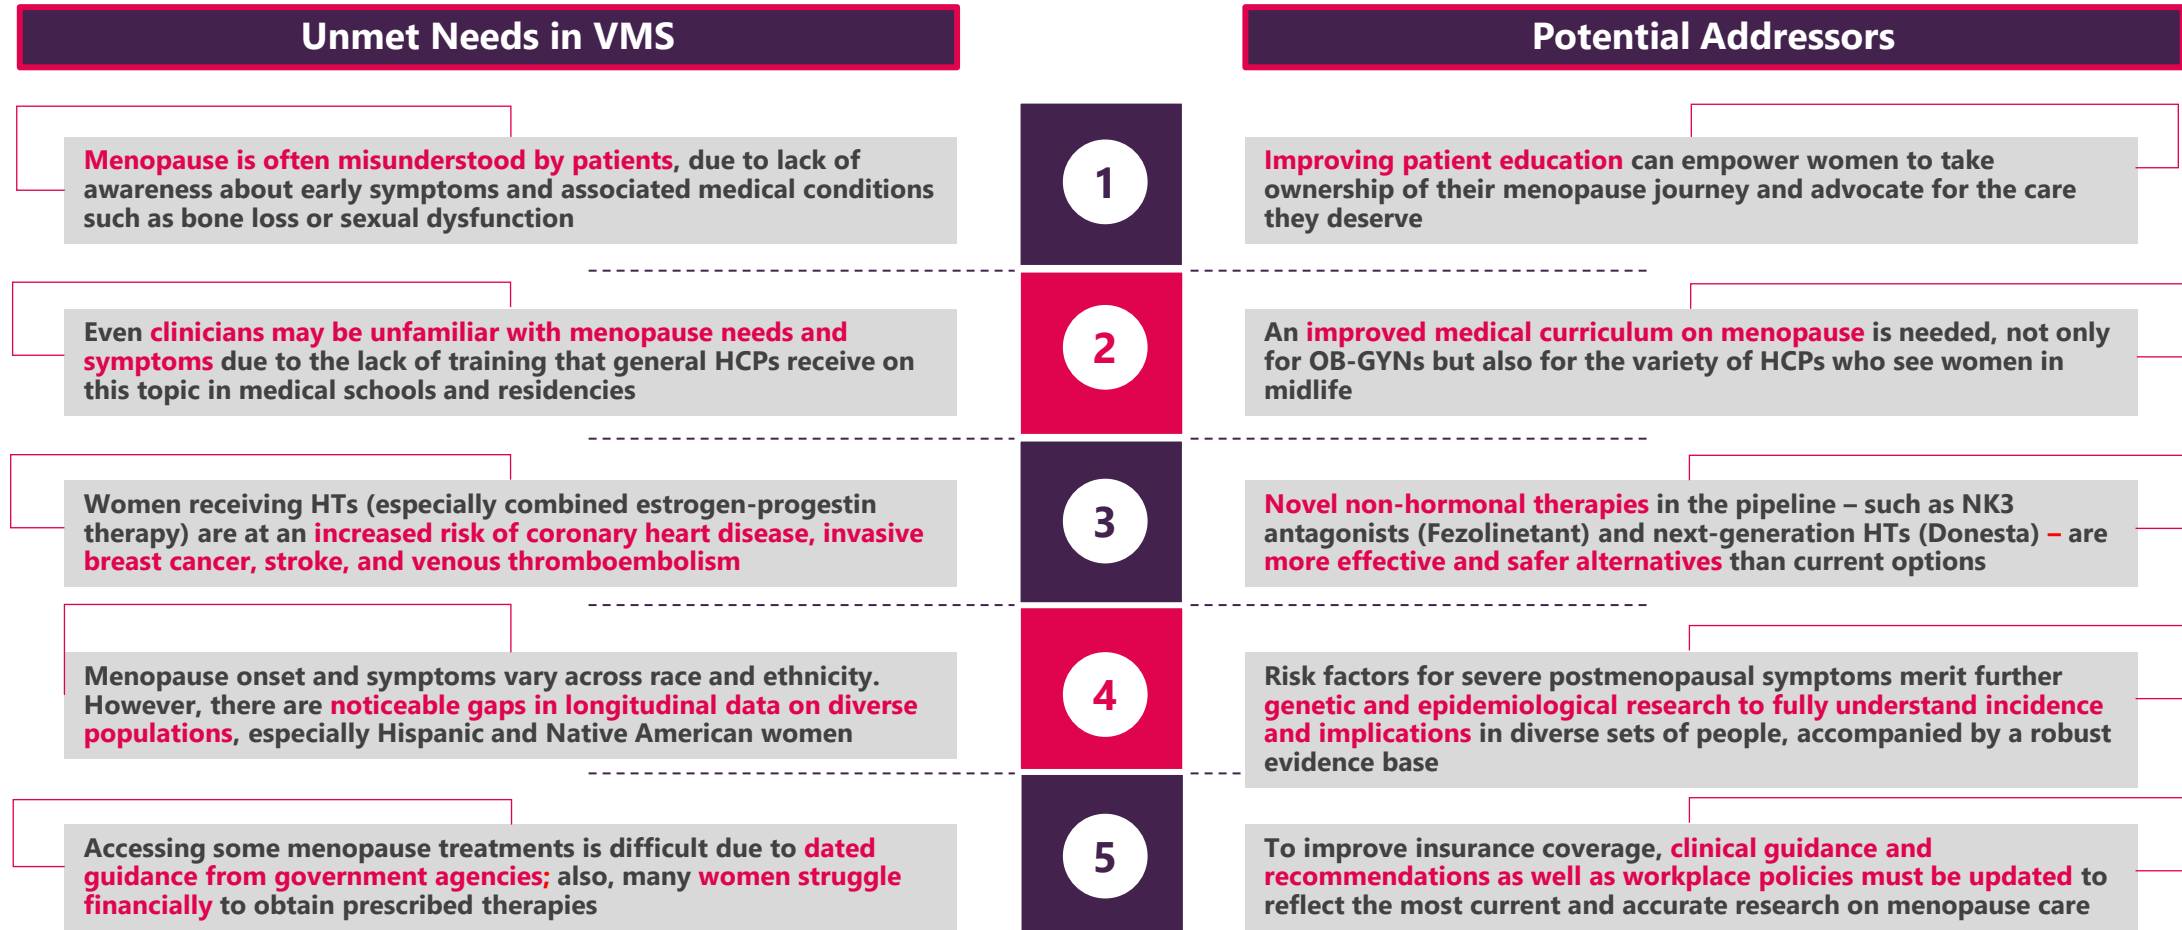 Unmet Needs in VMS
Potential Addressors
Menopause is often misunderstood by patients, due to lack of
awareness about early symptoms and associated medical conditions
such as bone loss or sexual dysfunction
1
Improving patient education can empower women to take
ownership of their menopause journey and advocate for the care
they deserve
Even clinicians may be unfamiliar with menopause needs and
symptoms due to the lack of training that general HCPs receive on
this topic in medical schools and residencies
2
An improved medical curriculum on menopause is needed, not only
for OB-GYNs but also for the variety of HCPs who see women in
midlife
Women receiving HTs (especially combined estrogen-progestin
therapy) are at an increased risk of coronary heart disease, invasive
breast cancer, stroke, and venous thromboembolism
3
Novel non-hormonal therapies in the pipeline – such as NK3
antagonists (Fezolinetant) and next-generation HTs (Donesta) – are
more effective and safer alternatives than current options
Menopause onset and symptoms vary across race and ethnicity.
However, there are noticeable gaps in longitudinal data on diverse
populations, especially Hispanic and Native American women
4
Risk factors for severe postmenopausal symptoms merit further
genetic and epidemiological research to fully understand incidence
and implications in diverse sets of people, accompanied by a robust
evidence base
Accessing some menopause treatments is difficult due to dated
guidance from government agencies; also, many women struggle
financially to obtain prescribed therapies
5
To improve insurance coverage, clinical guidance and
recommendations as well as workplace policies must be updated to
reflect the most current and accurate research on menopause care